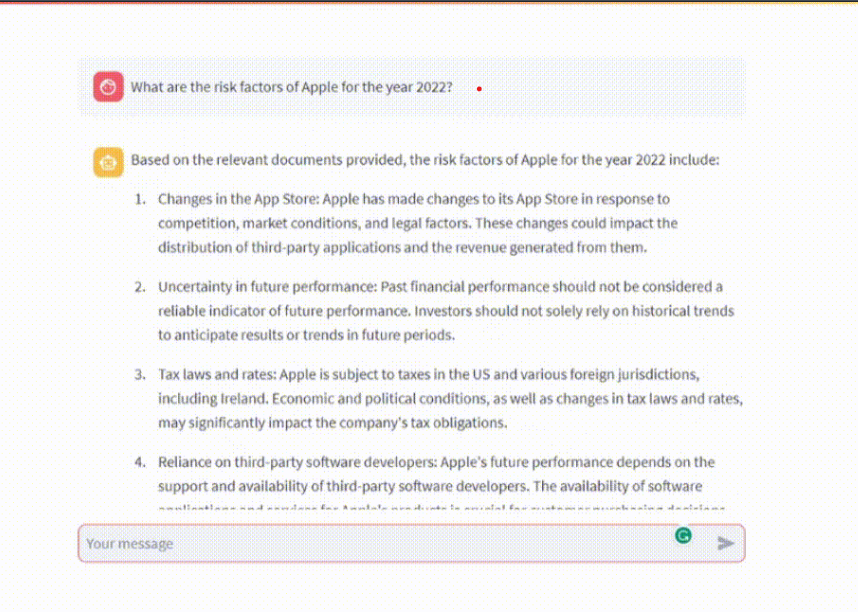 What are the risk factors of Apple for the year 2022?
Based on the relevant documents provided, the risk factors of Apple for the year 2022 include:
1. Changes in the App Store: Apple has made changes to its App Store in response to
competition, market conditions, and legal factors. These changes could impact the
distribution of third-party applications and the revenue generated from them.
2. Uncertainty in future performance: Past financial performance should not be considered a
reliable indicator of future performance. Investors should not solely rely on historical trends
to anticipate results or trends in future periods.
3. Tax laws and rates: Apple is subject to taxes in the US and various foreign jurisdictions,
including Ireland. Economic and political conditions, as well as changes in tax laws and rates,
may significantly impact the company's tax obligations.
4. Reliance on third-party software developers: Apple's future performance depends on the
support and availability of third-party software developers. The availability of software
Your message